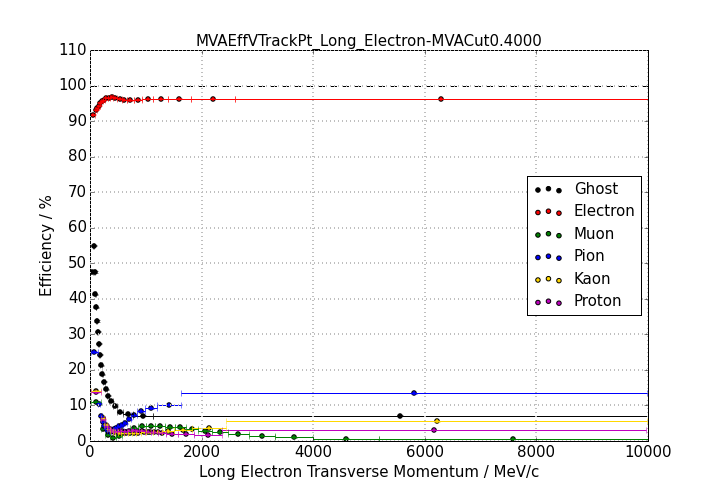 MVAEffVTrackPt_Long_Electron-MVACut0.4000
110
100
90
80
70
60
50
40
30
20
10
0
Efficiency / %
Ghost
Electron
Muon
Pion
Kaon
Proton
0 2000 4000 6000 8000 10000
Long Electron Transverse Momentum / MeV/c